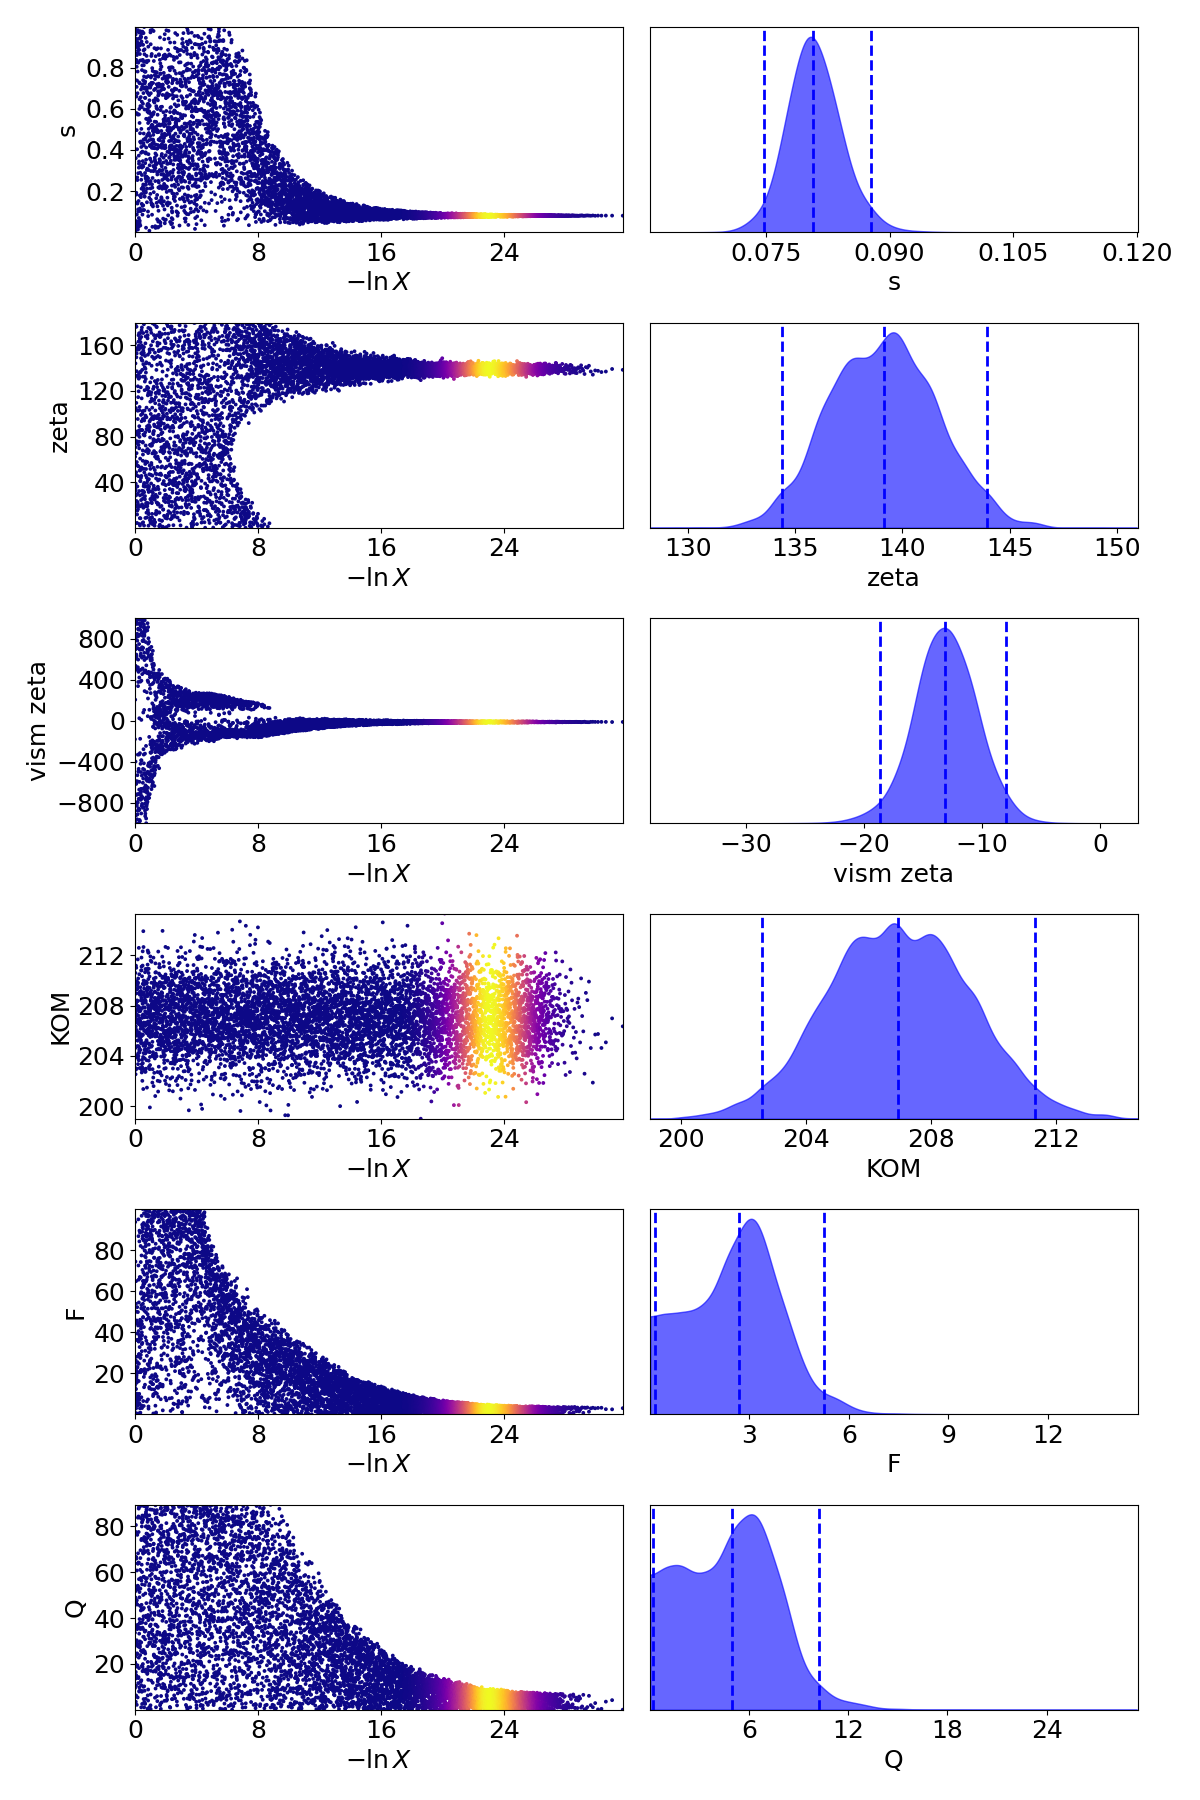 0.8
0.6
0.4
0.2
s
0 8 16 24
−ln X
0.075 0.090 0.105 0.120
s
160
120
80
40
zeta
0 8 16 24
−ln X
130 135 140 145 150
zeta
800
400
0
−400
−800
vism zeta
0 8 16 24
−ln X
−30 −20 −10 0
vism zeta
212
208
204
200
KOM
0 8 16 24
−ln X
200 204 208 212
KOM
80
60
40
20
F
0 8 16 24
−ln X
3 6 9 12
F
80
60
40
20
Q
0 8 16 24
−ln X
6 12 18 24
Q